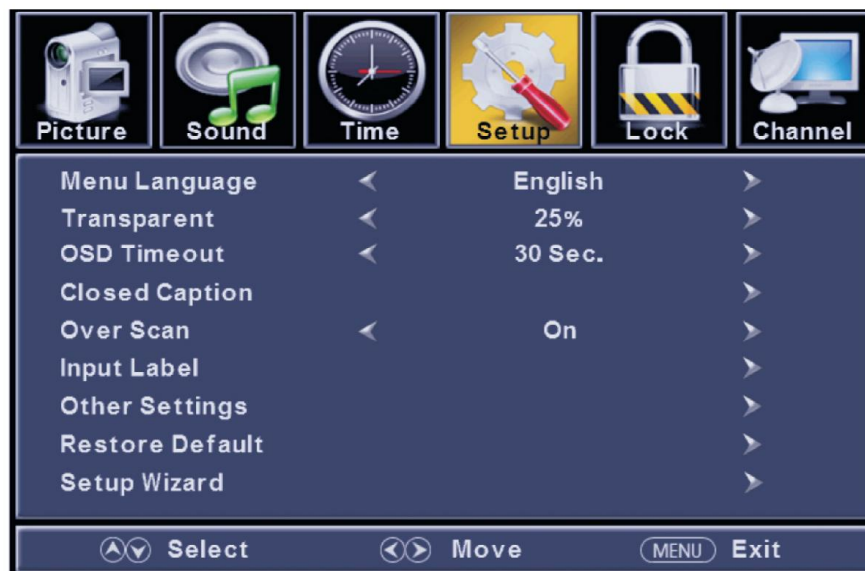 Picture Sound Time Setup Lock Channel
Menu Language English
Transparent 25%
OSD Timeout 30 Sec.
Closed Caption
Over Scan On
Input Label
Other Settings
Restore Default
Setup Wizard
Select Move MENU Exit